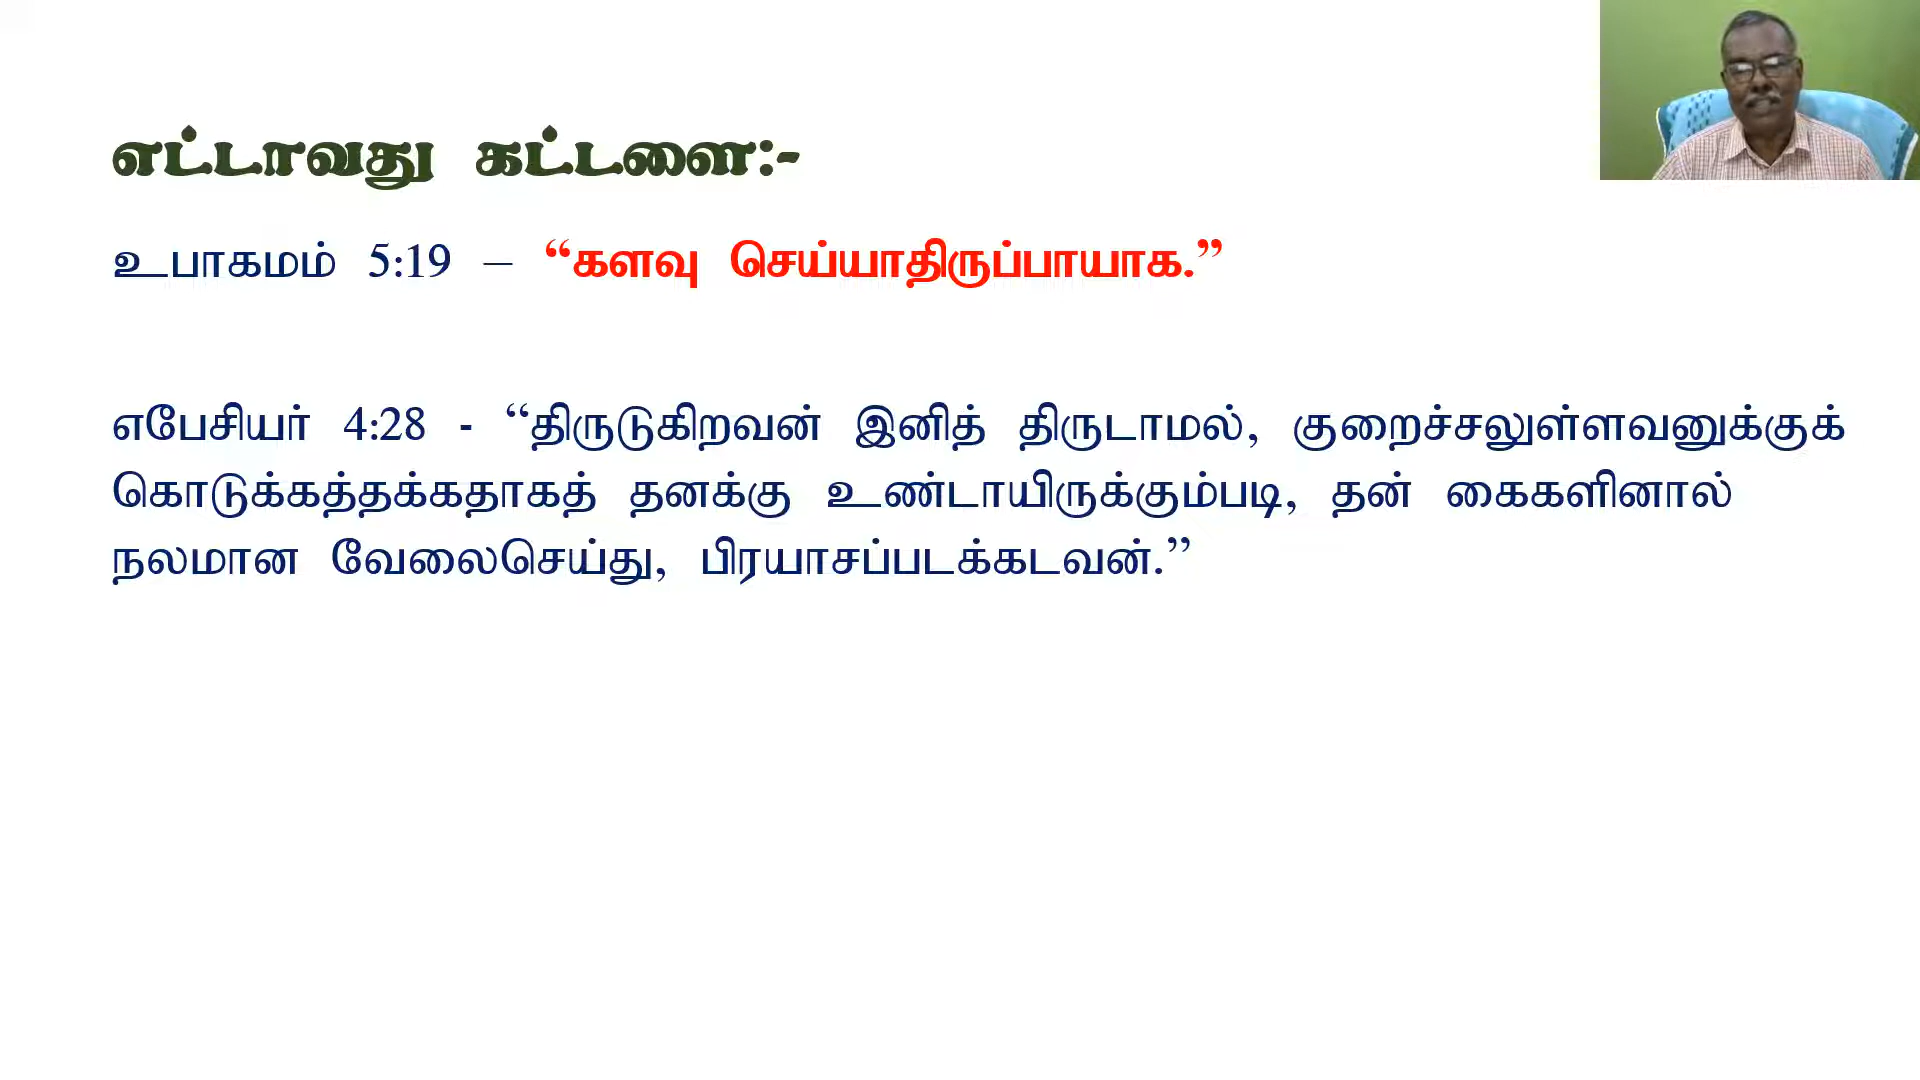 எட்டாவது கட்டளை:-
உபாகமம் 5:19 – “களவு செய்யாதிருப்பாயாக.”
எபேசியர் 4:28 - “திருடுகிறவன் இனித் திருடாமல், குறைச்சலுள்ளவனுக்குக்
கொடுக்கத்தக்கதாகத் தனக்கு உண்டாயிருக்கும்படி, தன் கைகளினால்
நலமான வேலைசெய்து, பிரயாசப்படக்கடவன்.”